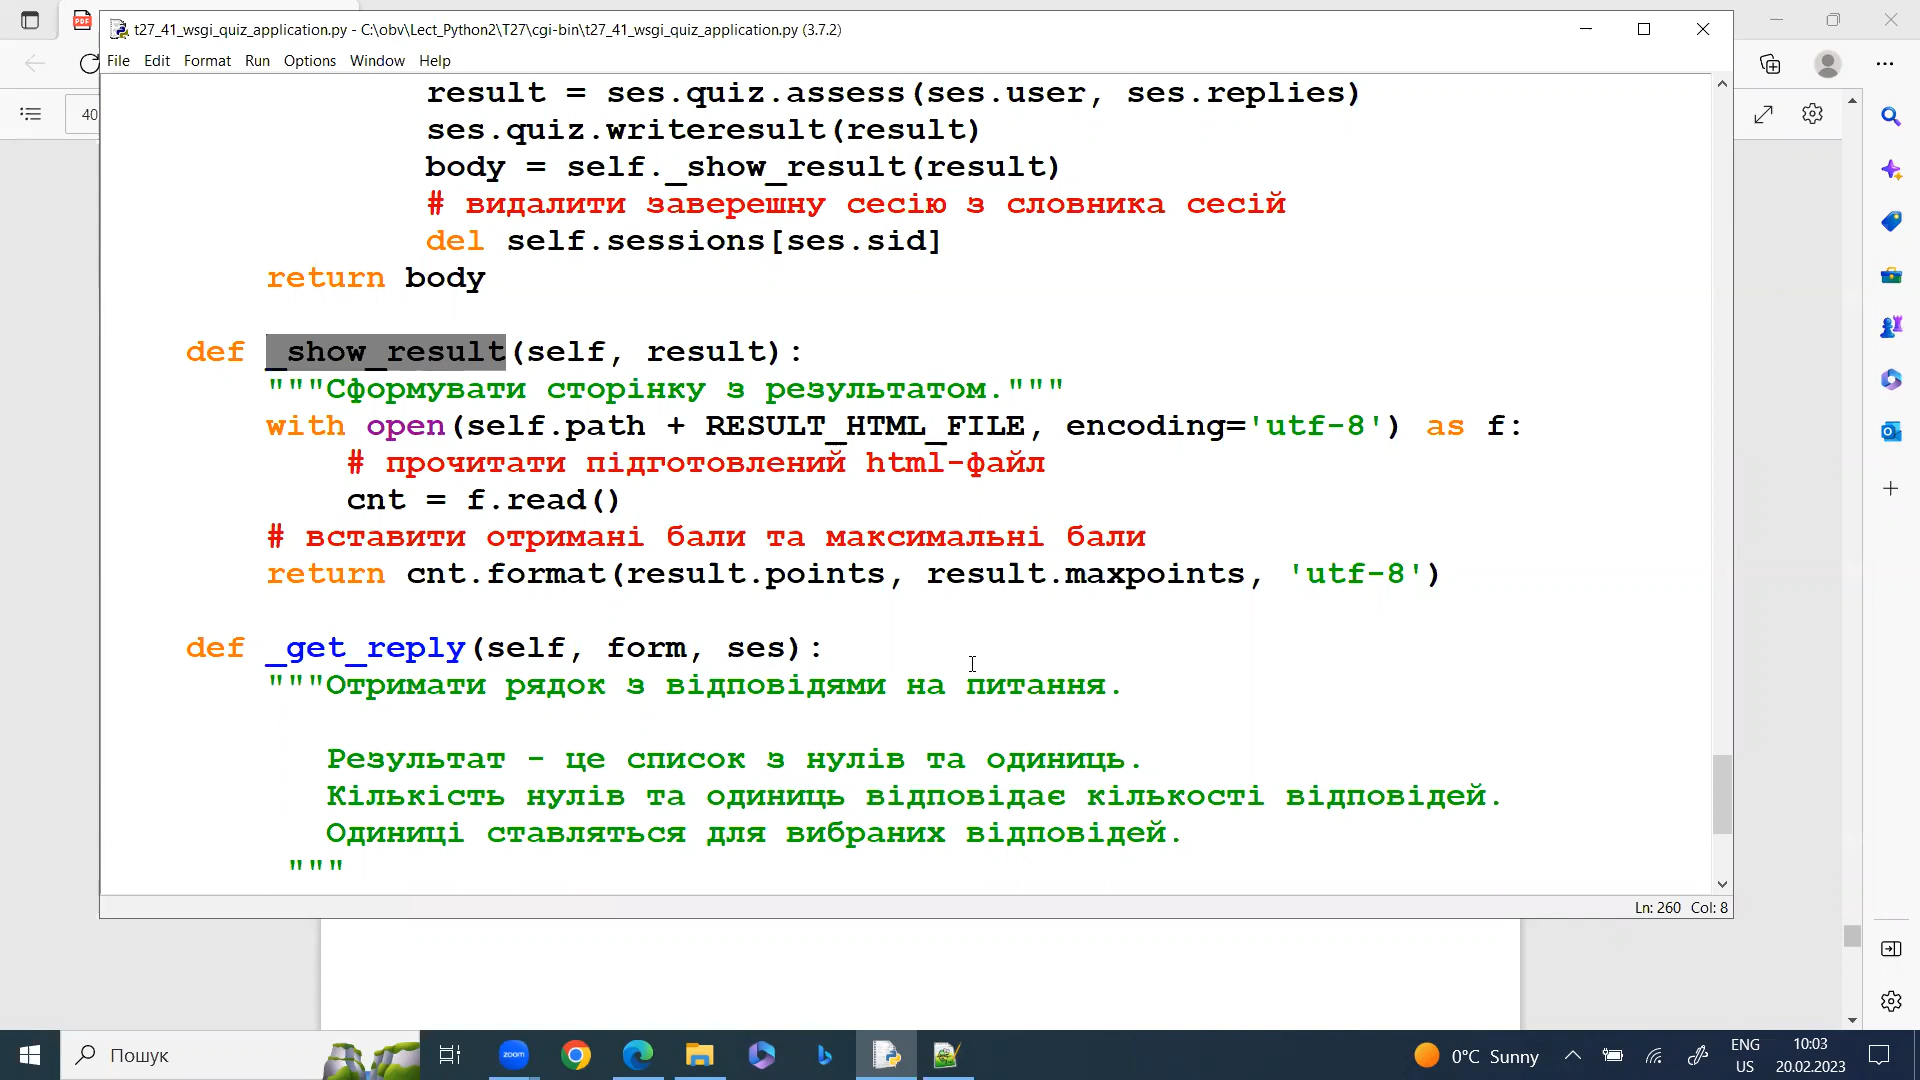 t27_41_wsgi_quiz_application.py - C:\obv\Lect_Python2\T27\cgi-bin\t27_41_wsgi_quiz_application.py (3.7.2)
File Edit Format Run Options Window Help
40
result = ses.quiz.assess(ses.user, ses.replies)
ses.quiz.writeresult(result)
body = self._show_result(result)
# видалити заверешну сесію з словника сесій
del self.sessions[ses.sid]
return body
def _show_result(self, result):
"""Сформувати сторінку з результатом."""
with open(self.path + RESULT_HTML_FILE, encoding='utf-8') as f:
# прочитати підготовлений html-файл
cnt = f.read()
# вставити отримані бали та максимальні бали
return cnt.format(result.points, result.maxpoints, 'utf-8')
def _get_reply(self, form, ses):
"""Отримати рядок з відповідями на питання.
Результат - це список з нулів та одиниць.
Кількість нулів та одиниць відповідає кількості відповідей.
Одиниці ставляться для вибраних відповідей.
"""
Ln: 260 Col: 8
Пошук
zoom
0°C Sunny
ENG
US
10:03
20.02.2023